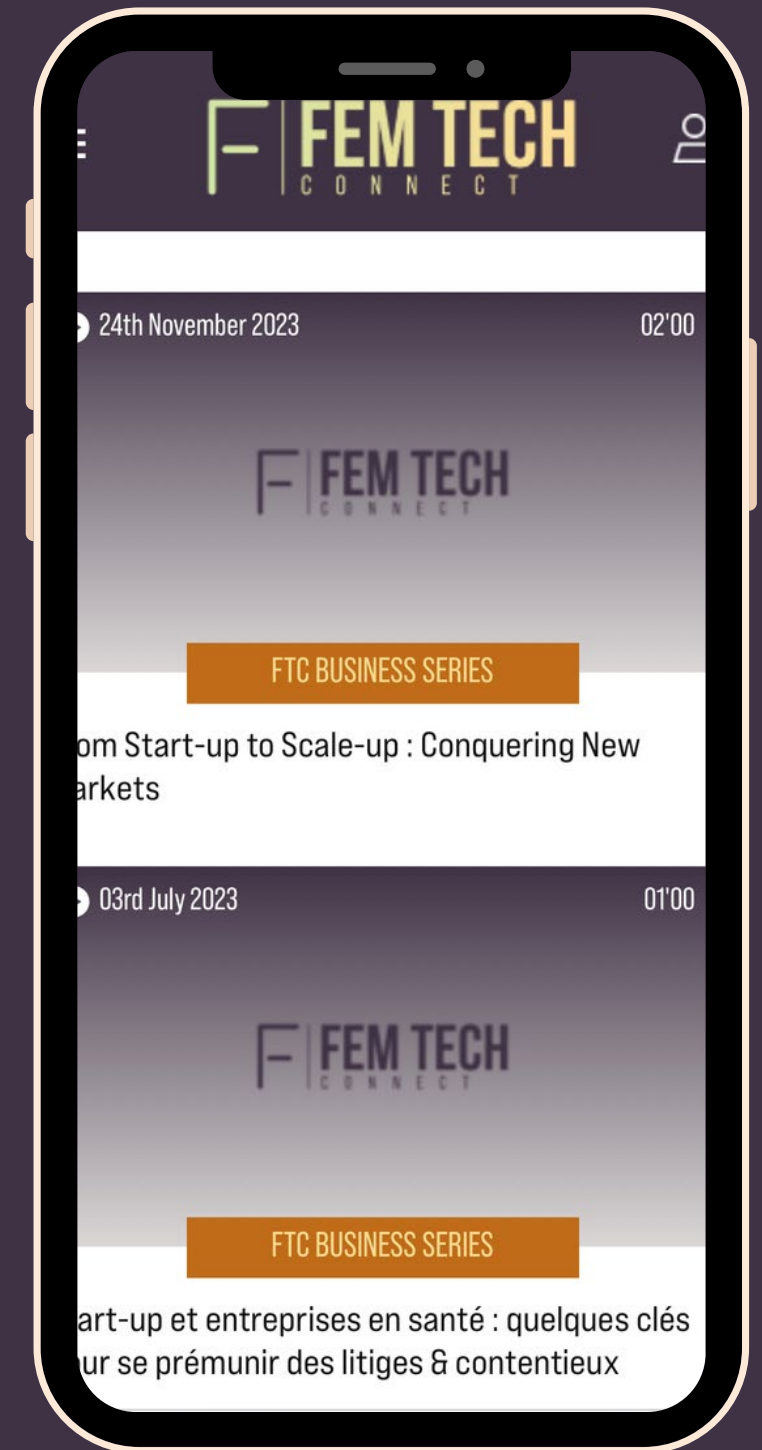 FEM TECH
CONNECT
24th November 2023 02'00
FEM TECH
CONNECT
FTC BUSINESS SERIES
om Start-up to Scale-up : Conquering New
arkets
03rd July 2023 01'00
FEM TECH
CONNECT
FTC BUSINESS SERIES
art-up et entreprises en santé : quelques clés
ur se prémunir des litiges & contentieux